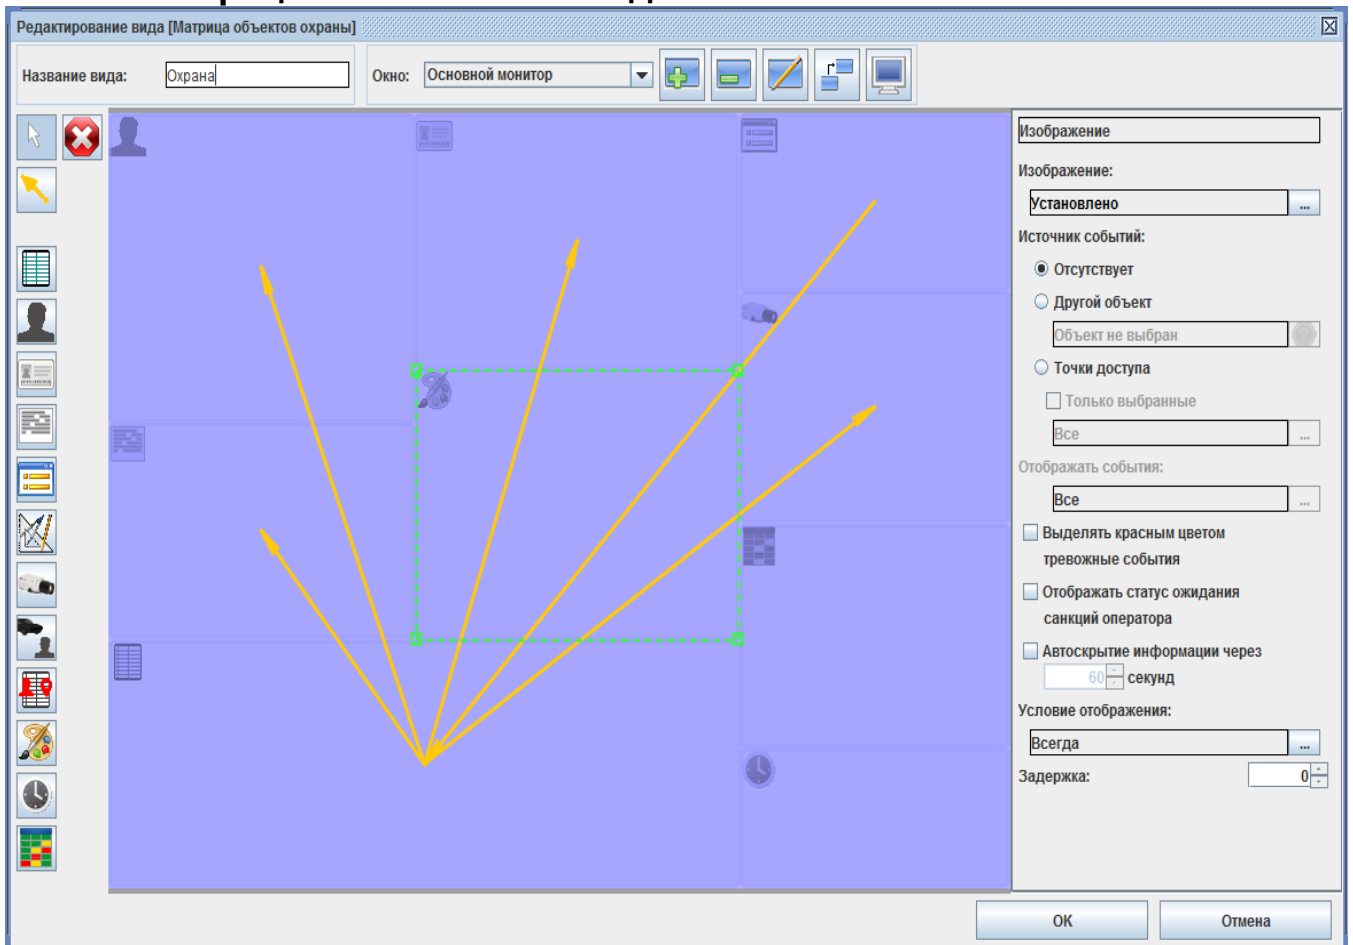 Редактирование вида [Матрица объектов охраны]
Название вида:
Охрана
Окно:
Основной монитор
Изображение
Изображение:
Установлено
...
Источник событий:
Отсутствует
Другой объект
Объект не выбран
Точки доступа
Только выбранные
Все
...
Отображать события:
Все
...
Выделять красным цветом
тревожные события
Отображать статус ожидания
санкций оператора
Автоскрытие информации через
60 секунд
Условие отображения:
Всегда
...
Задержка:
0
ОК
Отмена